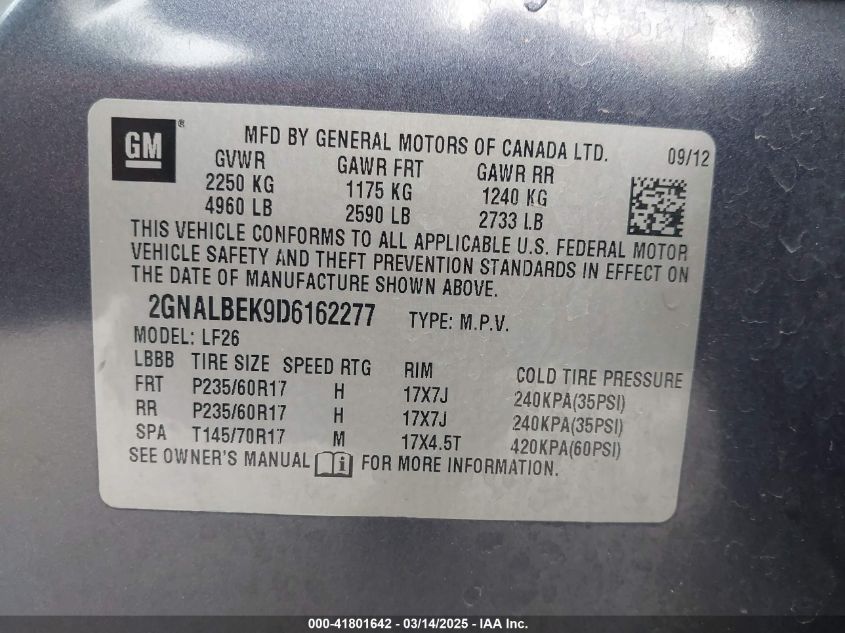 GM ®
MFD BY GENERAL MOTORS OF CANADA LTD. 09/12
GVWR GAWR FRT GAWR RR
2250 KG 1175 KG 1240 KG
4960 LB 2590 LB 2733 LB
THIS VEHICLE CONFORMS TO ALL APPLICABLE U.S. FEDERAL MOTOR
VEHICLE SAFETY AND THEFT PREVENTION STANDARDS IN EFFECT ON
THE DATE OF MANUFACTURE SHOWN ABOVE.
2GNALBEK9D6162277 TYPE: M.P.V.
MODEL: LF26
LBBB TIRE SIZE SPEED RTG RIM COLD TIRE PRESSURE
FRT P235/60R17 H 17X7J 240KPA(35PSI)
RR P235/60R17 H 17X7J 240KPA(35PSI)
SPA T145/70R17 M 17X4.5T 420KPA(60PSI)
SEE OWNER'S MANUAL i FOR MORE INFORMATION.
000-41801642 — 03/14/2025 — IAA Inc.